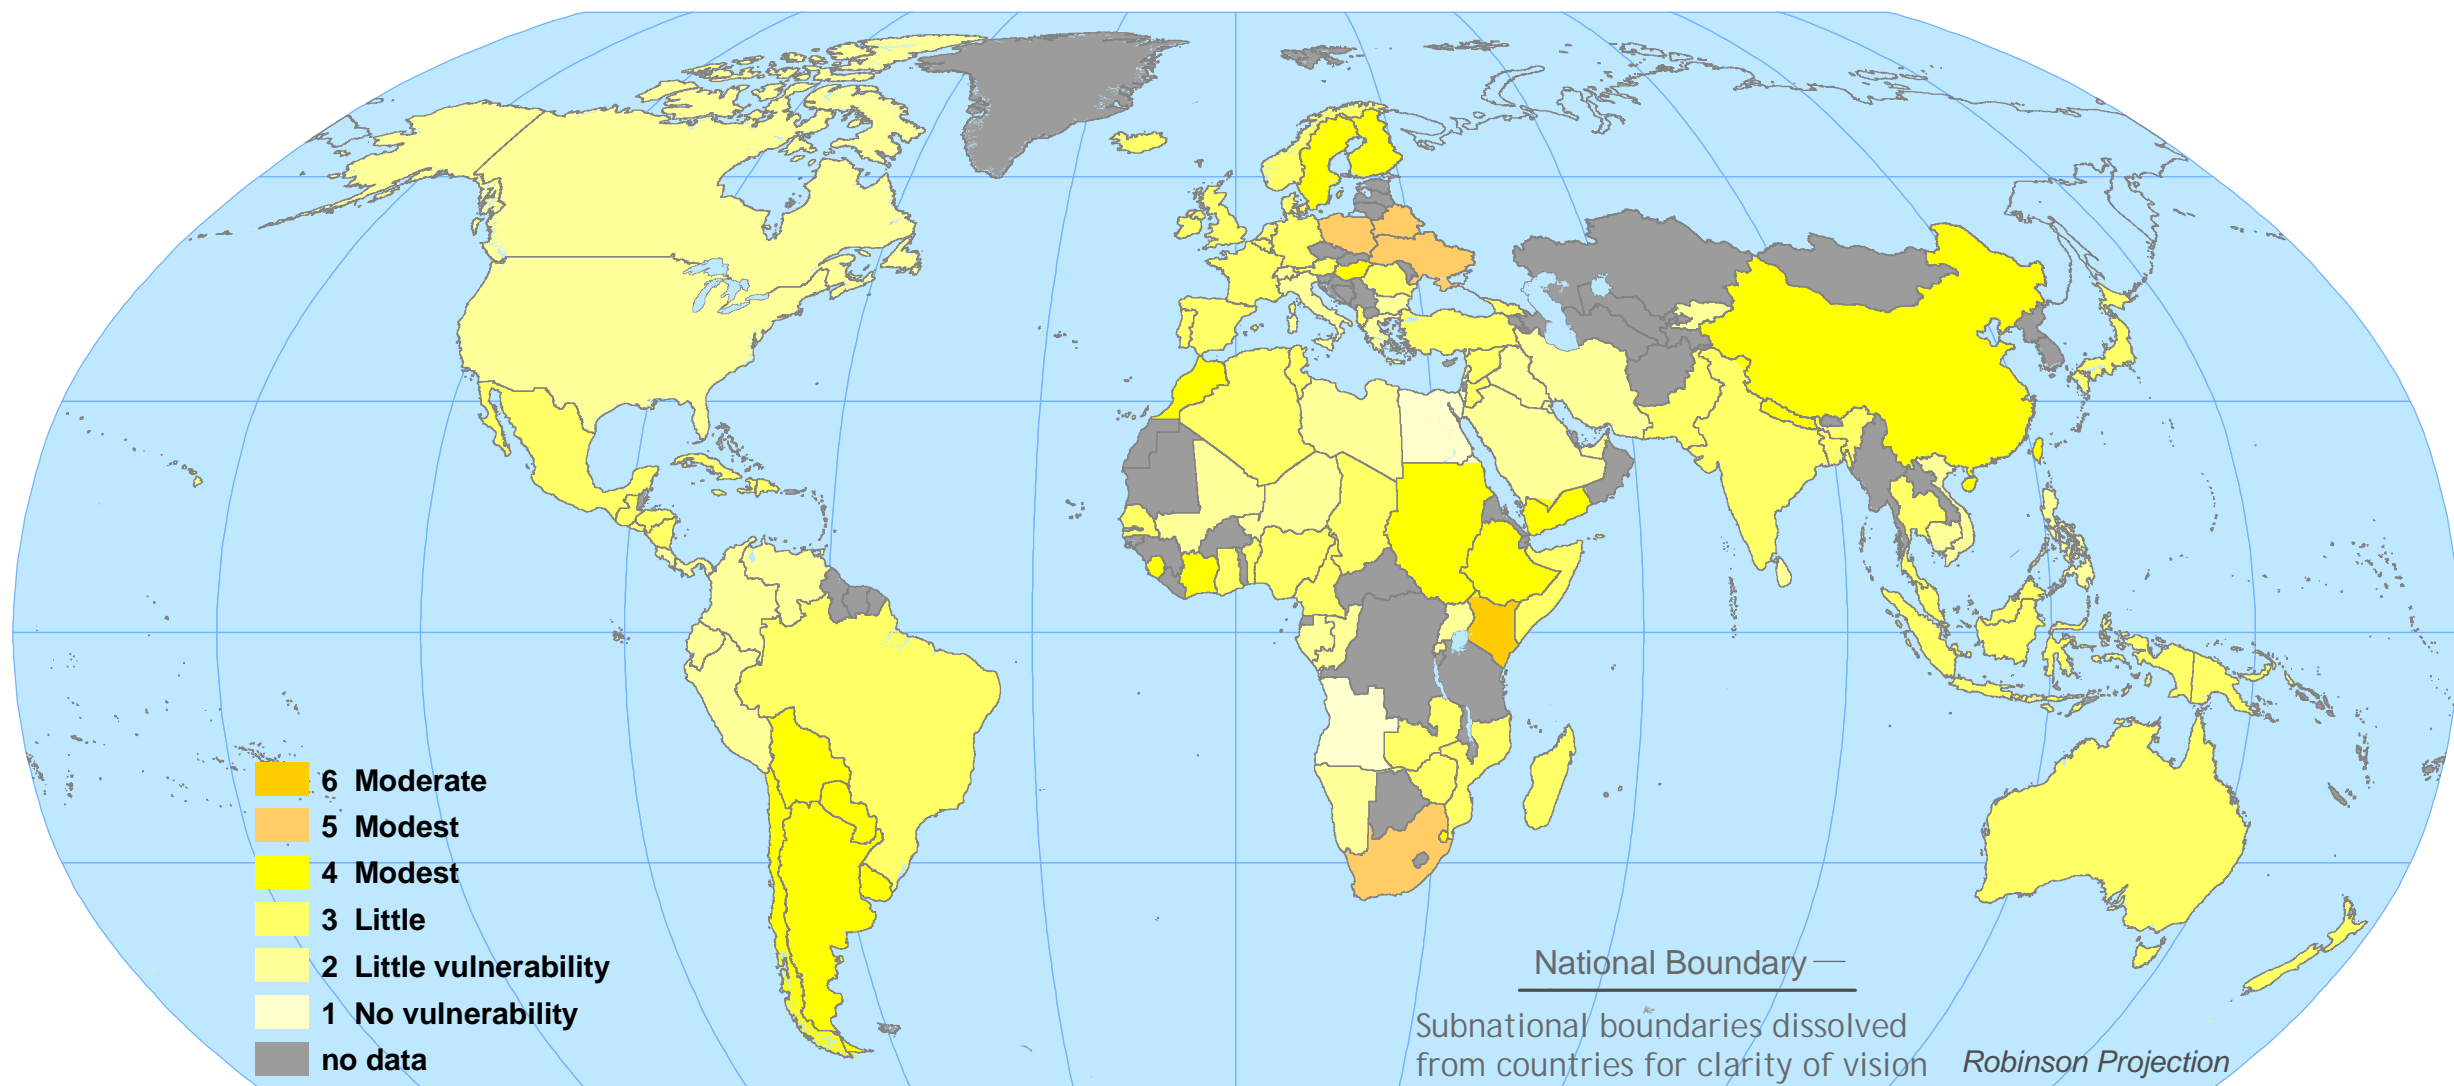 6 Moderate
5 Modest
4 Modest
3 Little
2 Little vulnerability
1 No vulnerability
no data
National Boundary
Subnational boundaries dissolved
from countries for clarity of vision
Robinson Projection